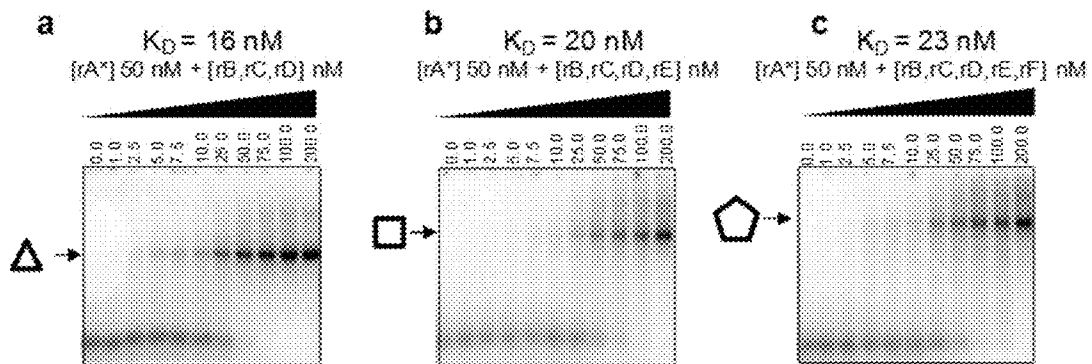 a
K_D = 16 nM
[rA*] 50 nM + [rB,rC,rD] nM
0.0 1.0 2.5 5.0 7.5 10.0 25.0 50.0 75.0 100.0 200.0
b
K_D = 20 nM
[rA*] 50 nM + [rB,rC,rD,rE] nM
0.0 1.0 2.5 5.0 7.5 10.0 25.0 50.0 75.0 100.0 200.0
c
K_D = 23 nM
[rA*] 50 nM + [rB,rC,rD,rE,rF] nM
0.0 1.0 2.5 5.0 7.5 10.0 25.0 50.0 75.0 100.0 200.0